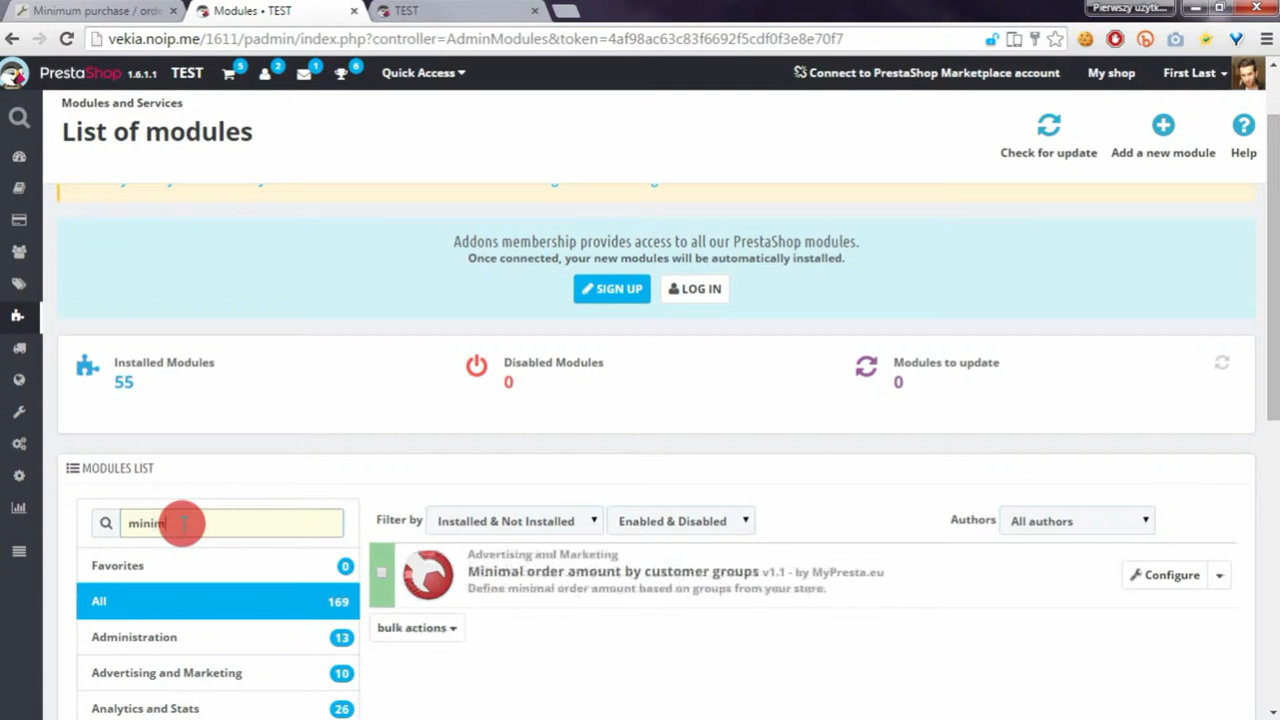 Minimum purchase / orde
Modules • TEST
TEST
Pierwszy użytk...
vekia.noip.me/1611/padmin/index.php?controller=AdminModules&token=4af98ac63c83f6692f5cdf0f3e8e70f7
PrestaShop 1.6.1.1 TEST 5 2 1 6 Quick Access Connect to PrestaShop Marketplace account My shop First Last
Modules and Services
List of modules
Check for update
Add a new module
Help
Addons membership provides access to all our PrestaShop modules.
Once connected, your new modules will be automatically installed.
SIGN UP
LOG IN
Installed Modules
55
Disabled Modules
0
Modules to update
0
MODULES LIST
minim
Filter by
Installed & Not Installed
Enabled & Disabled
Authors
All authors
Favorites 0
All 169
Administration 13
Advertising and Marketing 10
Analytics and Stats 26
Advertising and Marketing
Minimal order amount by customer groups v1.1 - by MyPresta.eu
Define minimal order amount based on groups from your store.
Configure
bulk actions